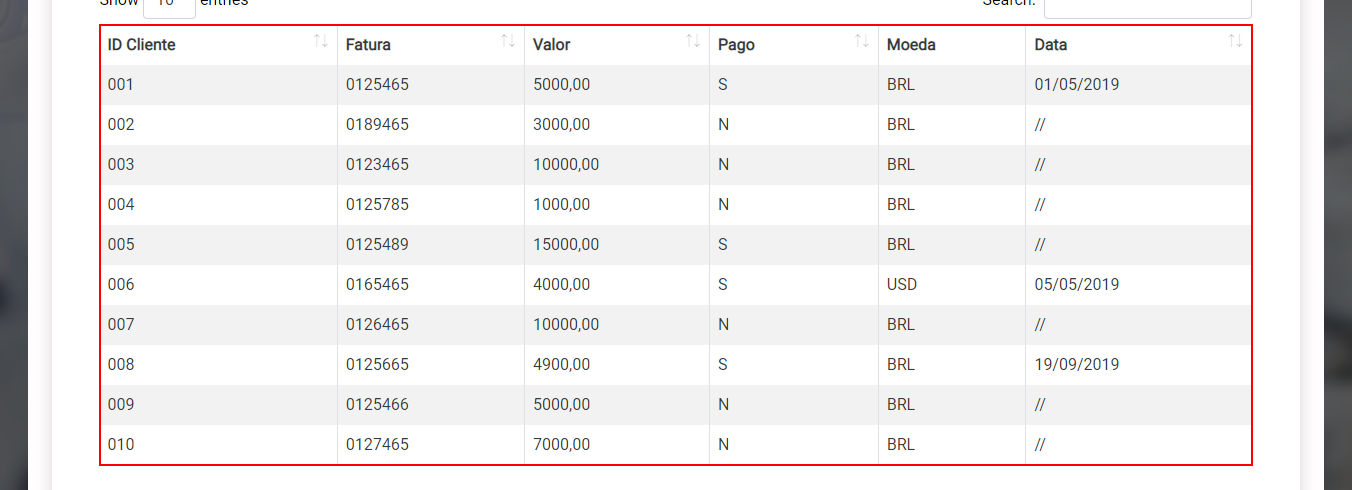 Show 10 entries Search:
ID Cliente Fatura Valor Pago Moeda Data
001 0125465 5000,00 S BRL 01/05/2019
002 0189465 3000,00 N BRL //
003 0123465 10000,00 N BRL //
004 0125785 1000,00 N BRL //
005 0125489 15000,00 S BRL //
006 0165465 4000,00 S USD 05/05/2019
007 0126465 10000,00 N BRL //
008 0125665 4900,00 S BRL 19/09/2019
009 0125466 5000,00 N BRL //
010 0127465 7000,00 N BRL //